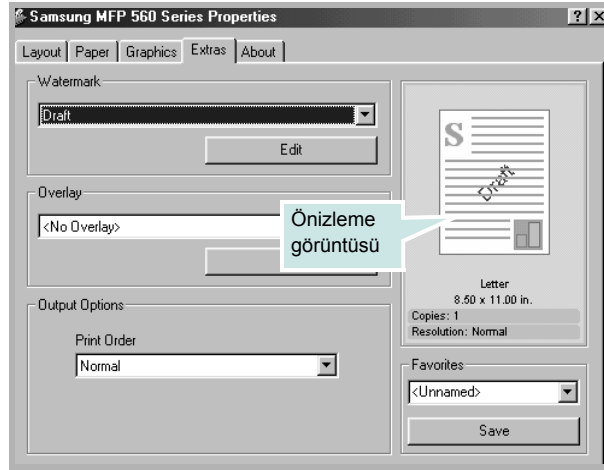 Samsung MFP 560 Series Properties
Layout
Paper
Graphics
Extras
About
Watermark
Draft
Edit
Overlay
<No Overlay>
Önizleme
görüntüsü
Output Options
Print Order
Normal
S
Draft
Letter
8.50 x 11.00 in.
Copies: 1
Resolution: Normal
Favorites
<Unnamed>
Save